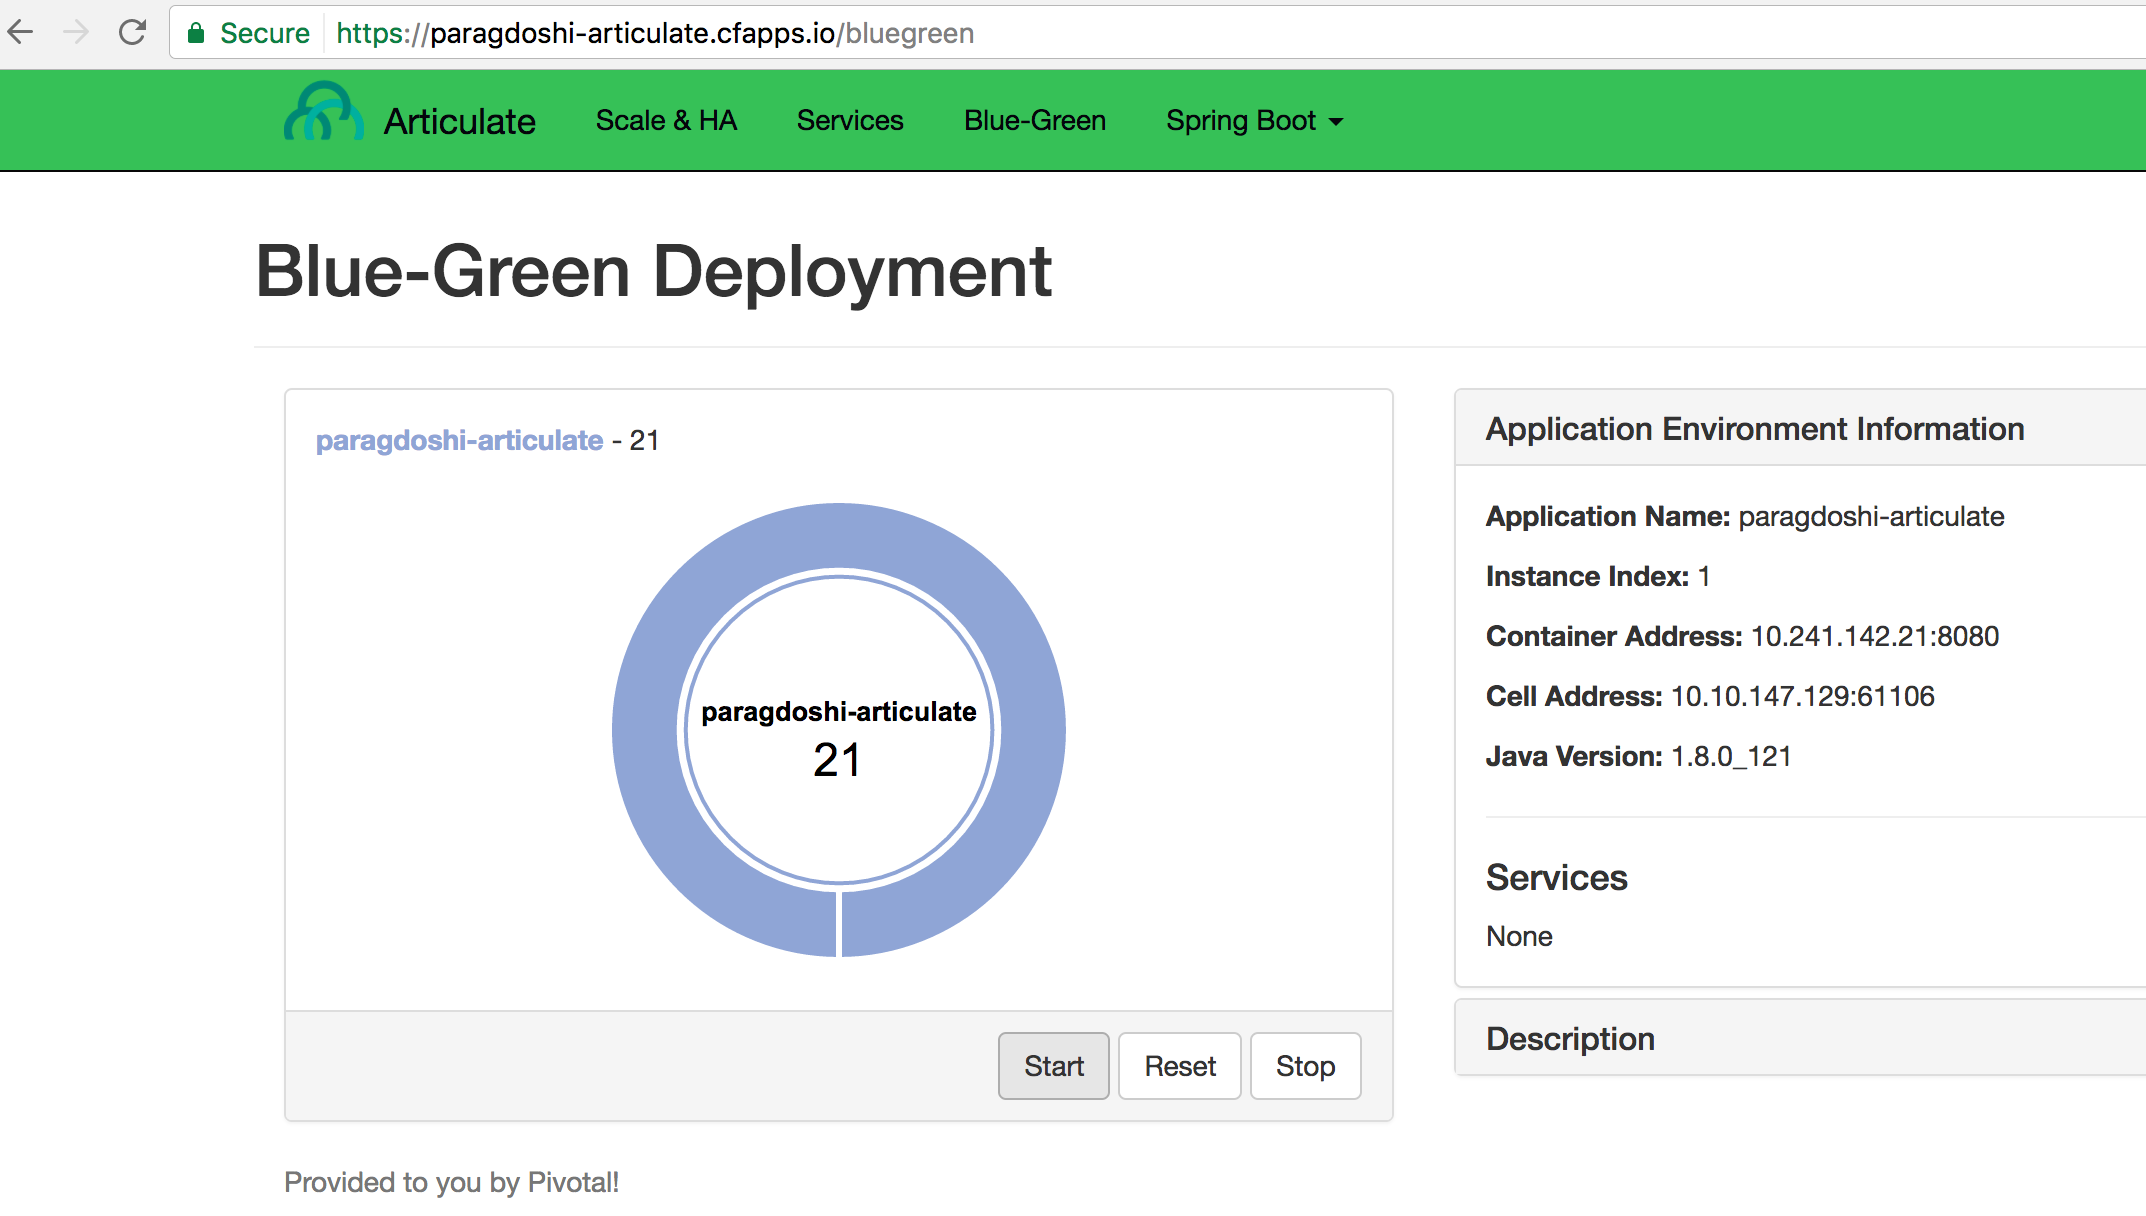 Secure https://paragdoshi-articulate.cfapps.io/bluegreen
Articulate Scale & HA Services Blue-Green Spring Boot
Blue-Green Deployment
paragdoshi-articulate - 21
paragdoshi-articulate
21
Start Reset Stop
Application Environment Information
Application Name: paragdoshi-articulate
Instance Index: 1
Container Address: 10.241.142.21:8080
Cell Address: 10.10.147.129:61106
Java Version: 1.8.0_121
Services
None
Description
Provided to you by Pivotal!